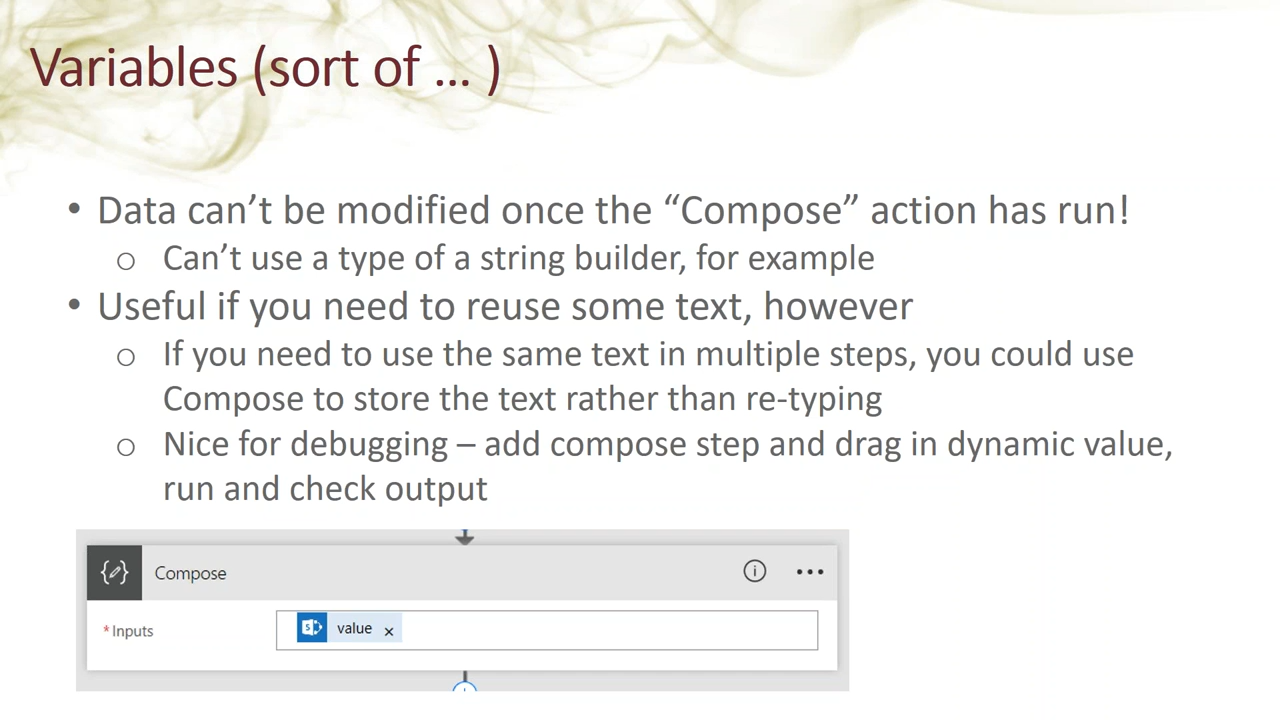 Variables (sort of … )
• Data can’t be modified once the “Compose” action has run!
o Can’t use a type of a string builder, for example
• Useful if you need to reuse some text, however
o If you need to use the same text in multiple steps, you could use
Compose to store the text rather than re-typing
o Nice for debugging – add compose step and drag in dynamic value,
run and check output
Compose
* Inputs value ×